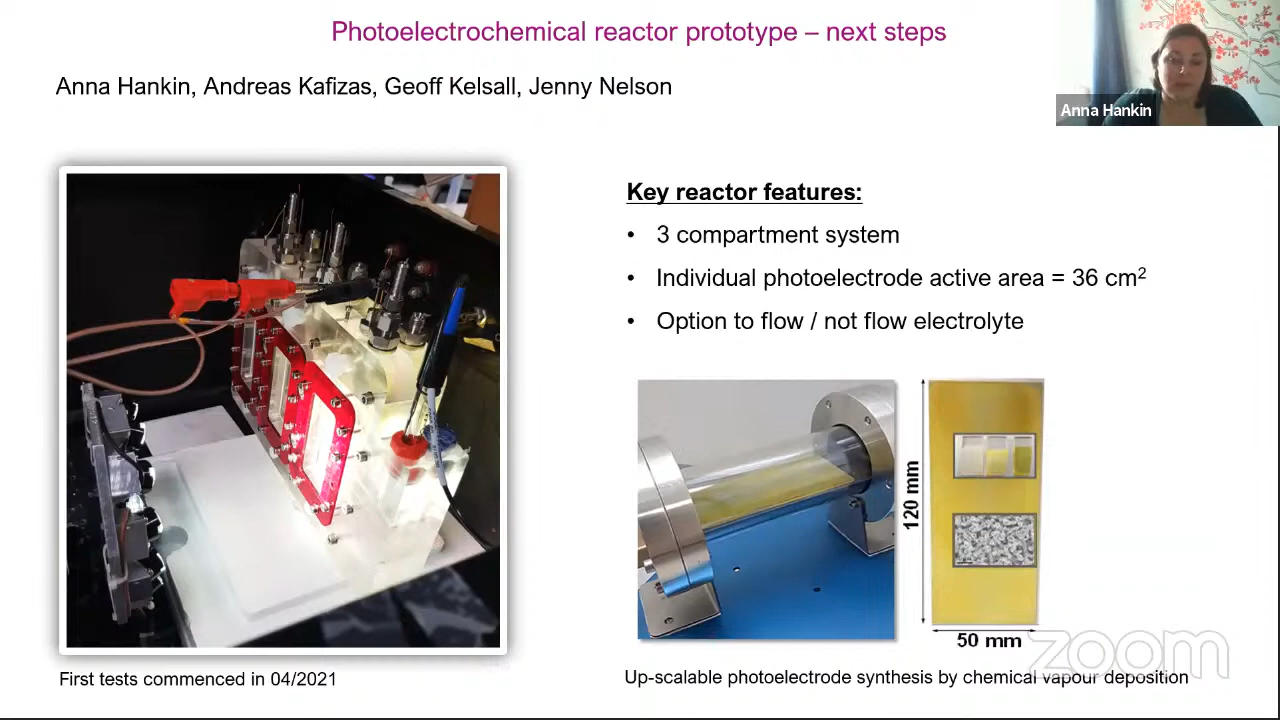 Photoelectrochemical reactor prototype – next steps
Anna Hankin, Andreas Kafizas, Geoff Kelsall, Jenny Nelson
Anna Hankin
Key reactor features:
• 3 compartment system
• Individual photoelectrode active area = 36 cm²
• Option to flow / not flow electrolyte
120 mm
50 mm
zoom
First tests commenced in 04/2021
Up-scalable photoelectrode synthesis by chemical vapour deposition